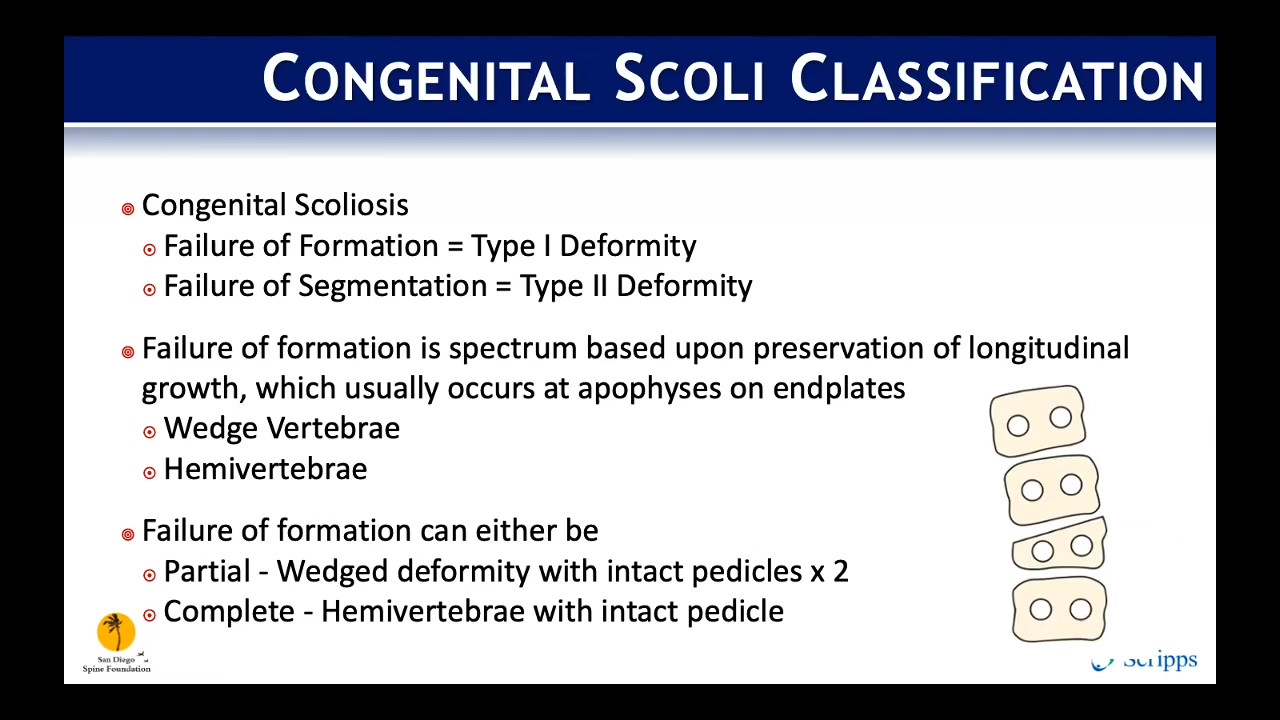 CONGENITAL SCOLI CLASSIFICATION
Congenital Scoliosis
Failure of Formation = Type I Deformity
Failure of Segmentation = Type II Deformity
Failure of formation is spectrum based upon preservation of longitudinal
growth, which usually occurs at apophyses on endplates
Wedge Vertebrae
Hemivertebrae
Failure of formation can either be
Partial - Wedged deformity with intact pedicles x 2
Complete - Hemivertebrae with intact pedicle
San Diego
Spine Foundation
Scripps